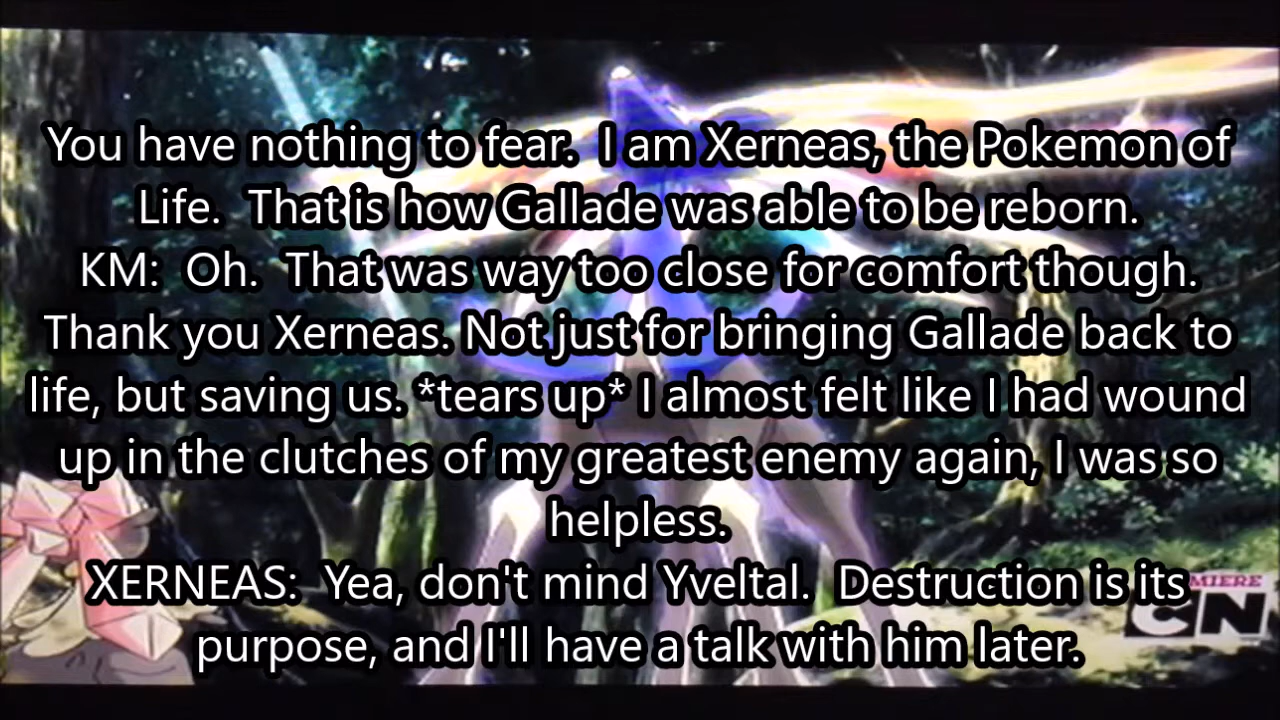 You have nothing to fear.  I am Xerneas, the Pokemon of
Life.  That is how Gallade was able to be reborn.
KM:  Oh.  That was way too close for comfort though.
Thank you Xerneas. Not just for bringing Gallade back to
life, but saving us. *tears up* I almost felt like I had wound
up in the clutches of my greatest enemy again, I was so
helpless.
XERNEAS:  Yea, don't mind Yveltal.  Destruction is its
purpose, and I'll have a talk with him later.
MIERE
CN